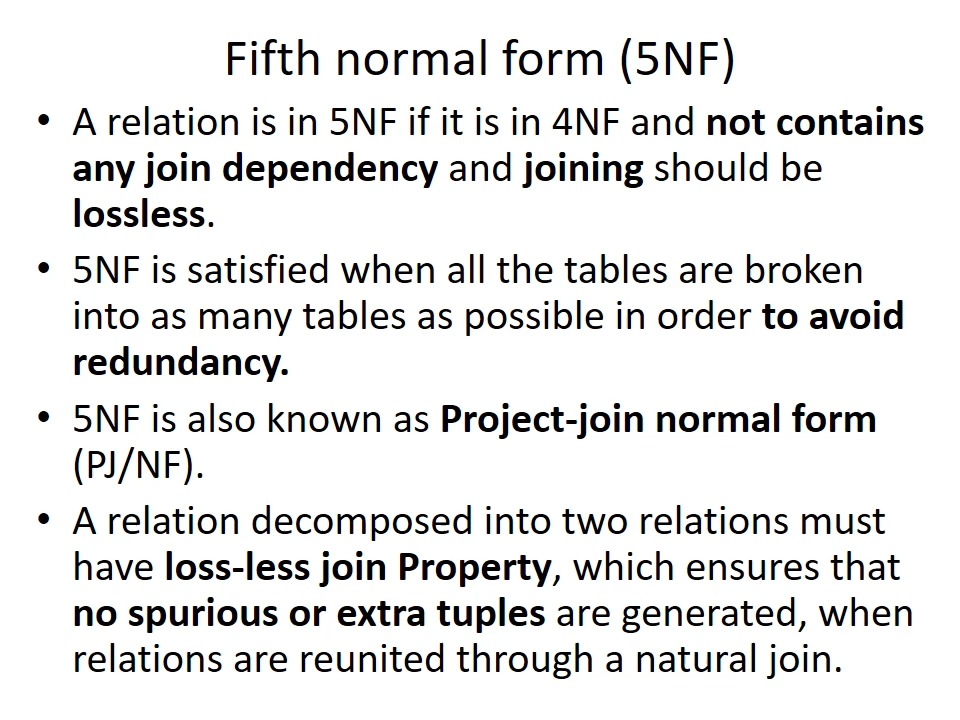 Fifth normal form (5NF)
• A relation is in 5NF if it is in 4NF and not contains
any join dependency and joining should be
lossless.
• 5NF is satisfied when all the tables are broken
into as many tables as possible in order to avoid
redundancy.
• 5NF is also known as Project-join normal form
(PJ/NF).
• A relation decomposed into two relations must
have loss-less join Property, which ensures that
no spurious or extra tuples are generated, when
relations are reunited through a natural join.